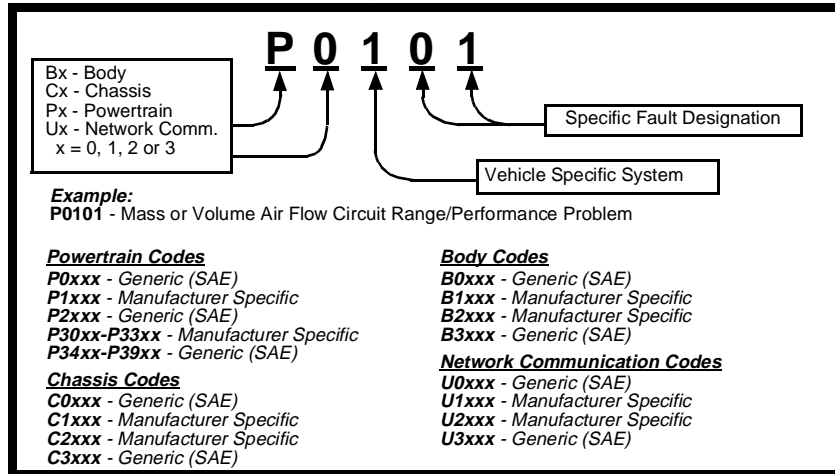 P 0 1 0 1
Bx - Body
Cx - Chassis
Px - Powertrain
Ux - Network Comm.
x = 0, 1, 2 or 3
Specific Fault Designation
Vehicle Specific System
Example:
P0101 - Mass or Volume Air Flow Circuit Range/Performance Problem
Powertrain Codes
P0xxx - Generic (SAE)
P1xxx - Manufacturer Specific
P2xxx - Generic (SAE)
P30xx-P33xx - Manufacturer Specific
P34xx-P39xx - Generic (SAE)
Chassis Codes
C0xxx - Generic (SAE)
C1xxx - Manufacturer Specific
C2xxx - Manufacturer Specific
C3xxx - Generic (SAE)
Body Codes
B0xxx - Generic (SAE)
B1xxx - Manufacturer Specific
B2xxx - Manufacturer Specific
B3xxx - Generic (SAE)
Network Communication Codes
U0xxx - Generic (SAE)
U1xxx - Manufacturer Specific
U2xxx - Manufacturer Specific
U3xxx - Generic (SAE)